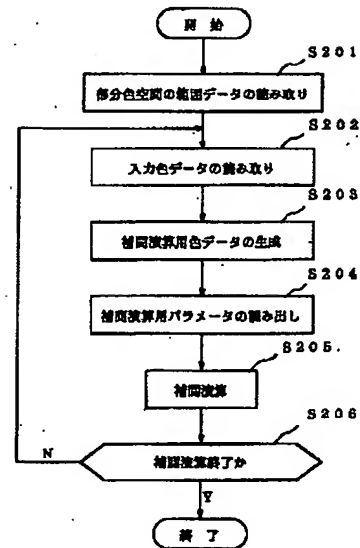 開 始
S201
部分色空間の範囲データの読み取り
S202
入力色データの読み取り
S203
補間演算用色データの生成
S204
補間演算用パラメータの読み出し
S205.
補間演算
S206
補間演算終了か
N
Y
終 了